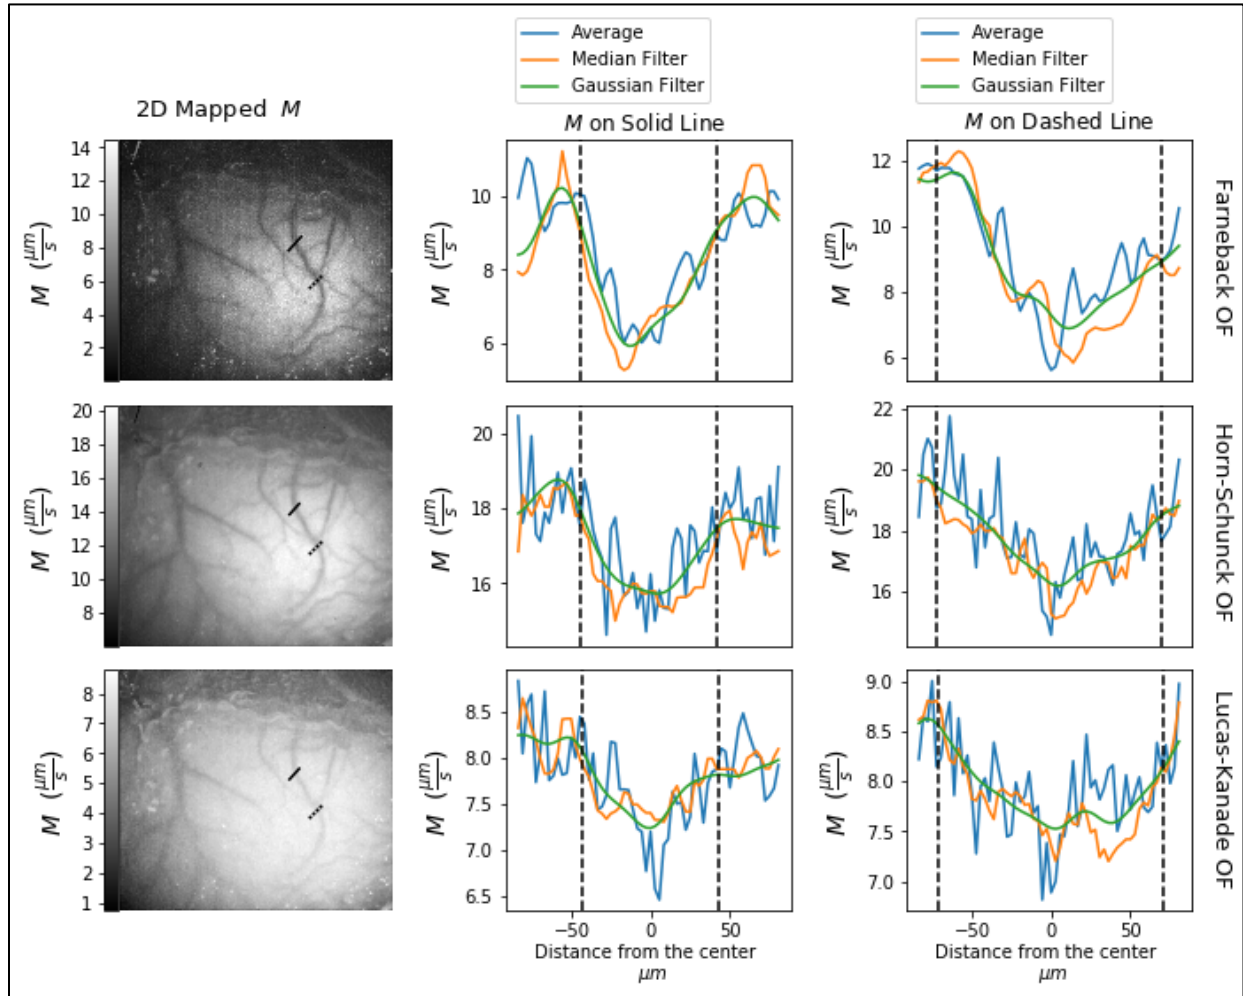 Average
Median Filter
Gaussian Filter
Average
Median Filter
Gaussian Filter
2D Mapped M
M on Solid Line
M on Dashed Line
14
12
10
8
6
4
2
M (μm/s)
10
8
6
M (μm/s)
12
10
8
6
M (μm/s)
Farneback OF
20
18
16
14
12
10
8
M (μm/s)
20
18
16
M (μm/s)
22
20
18
16
M (μm/s)
Horn-Schunck OF
8
7
6
5
4
3
2
1
M (μm/s)
8.5
8.0
7.5
7.0
6.5
M (μm/s)
9.0
8.5
8.0
7.5
7.0
M (μm/s)
Lucas-Kanade OF
−50 0 50
Distance from the center
μm
−50 0 50
Distance from the center
μm